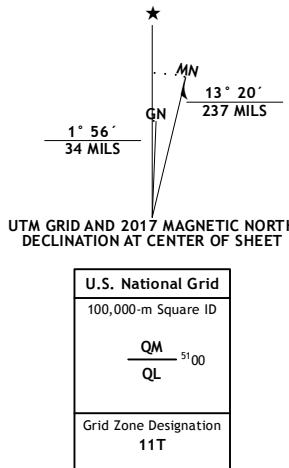 ★
MN
GN
13° 20´
237 MILS
1° 56´
34 MILS
UTM GRID AND 2017 MAGNETIC NORTH
DECLINATION AT CENTER OF SHEET
U.S. National Grid
100,000-m Square ID
QM
5100
QL
Grid Zone Designation
11T